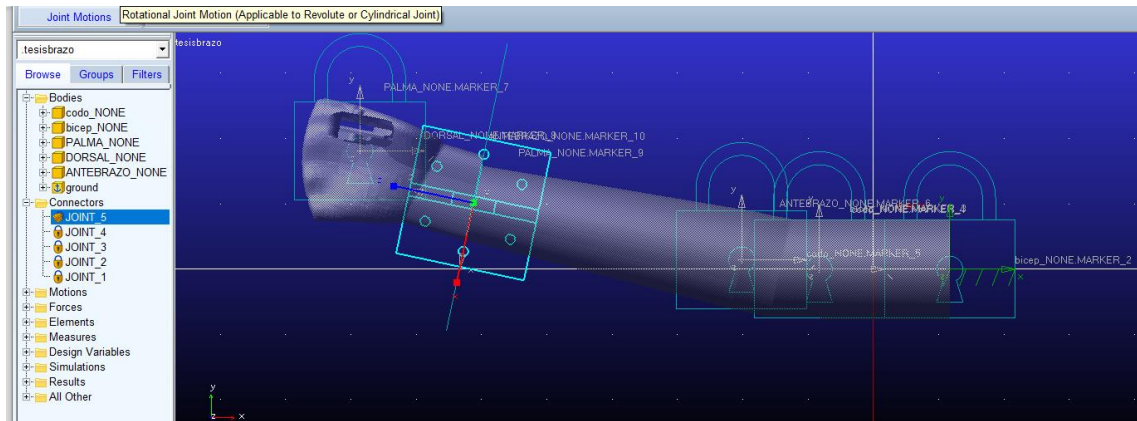 Joint Motions
Rotational Joint Motion (Applicable to Revolute or Cylindrical Joint)
.tesisbrazo
Browse Groups Filters
Bodies
codo_NONE
bicep_NONE
PALMA_NONE
DORSAL_NONE
ANTEBRAZO_NONE
ground
Connectors
JOINT_5
JOINT_4
JOINT_3
JOINT_2
JOINT_1
Motions
Forces
Elements
Measures
Design Variables
Simulations
Results
All Other
tesisbrazo
y
PALMA_NONE.MARKER_7
NONE.MARKER_10
PALMA_NONE.MARKER_9
z
x
y
ANTEBRAZO_NONE.MARKER_6
codo_NONE.MARKER_5
bicep_NONE.MARKER_2
x
y
z
x